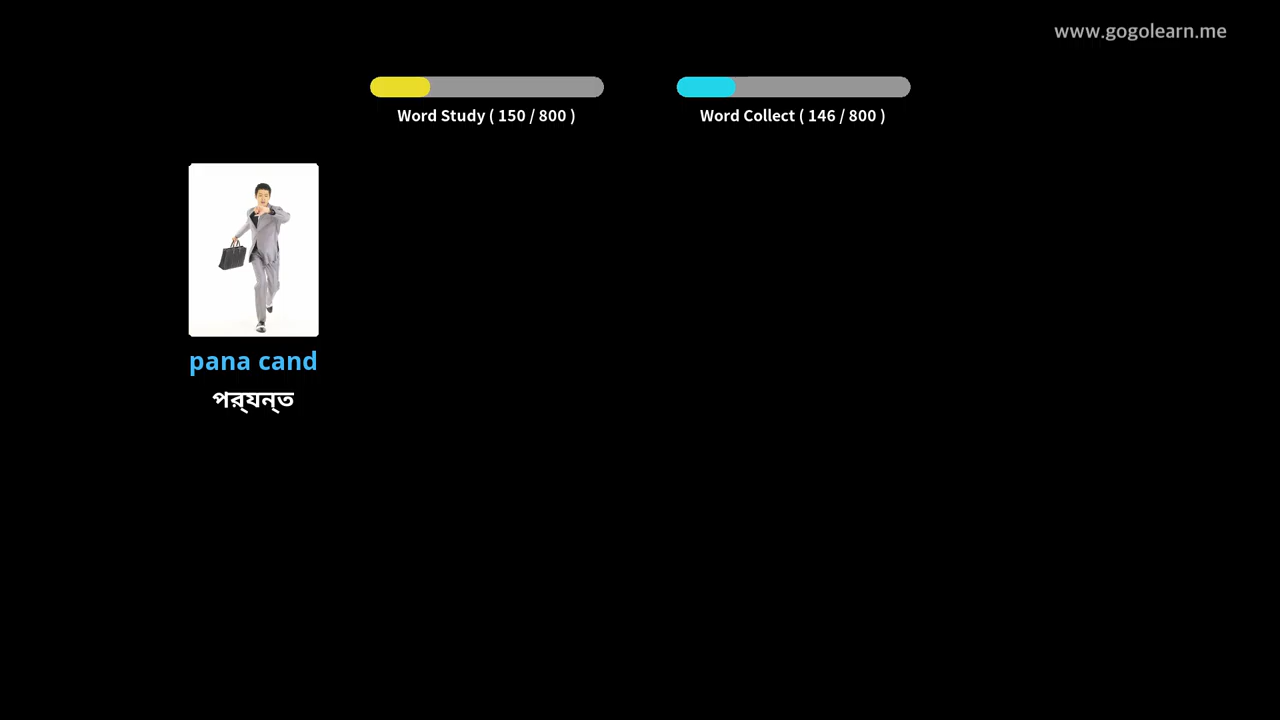 www.gogolearn.me
Word Study ( 150 / 800 )
Word Collect ( 146 / 800 )
pana cand
পর্যন্ত